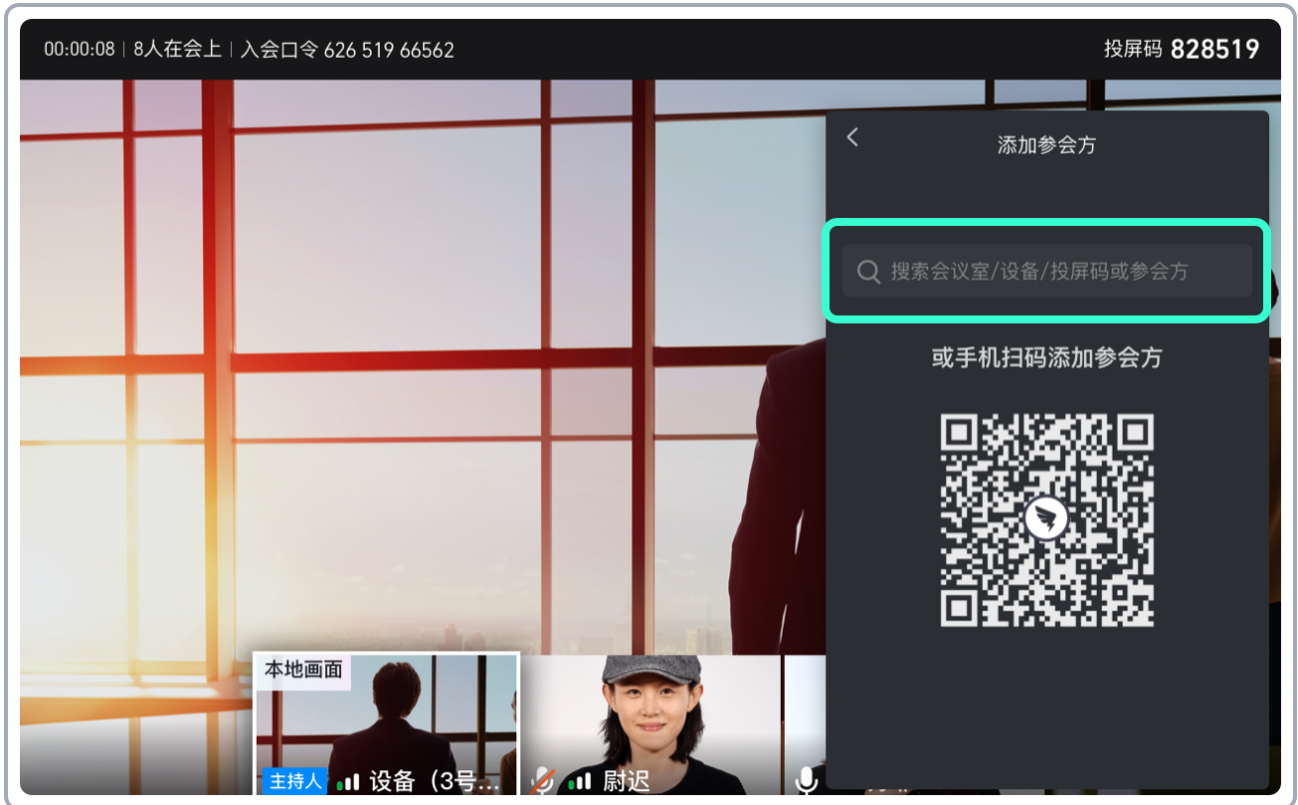 00:00:08 | 8人在会上 | 入会口令 626 519 66562
投屏码 828519
添加参会方
搜索会议室/设备/投屏码或参会方
或手机扫码添加参会方
本地画面
主持人 设备（3号...
尉迟